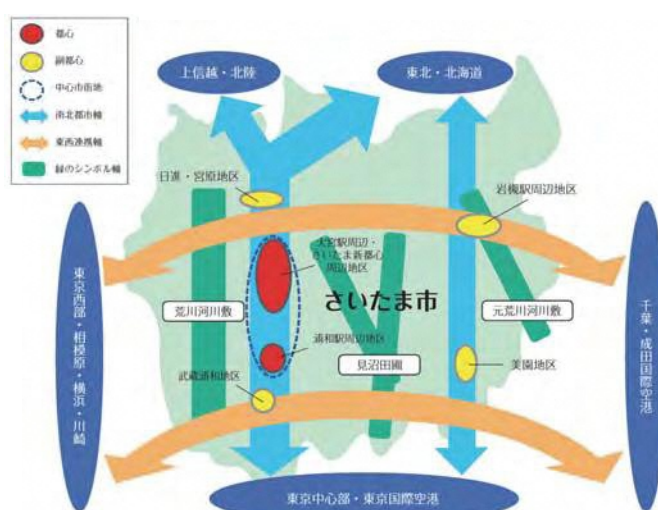 都心
副都心
中心市街地
南北都市軸
東西連携軸
緑のシンボル軸
上信越・北陸
東北・北海道
日進・宮原地区
岩槻駅周辺地区
大宮駅周辺・
さいたま新都心
周辺地区
さいたま市
荒川河川敷
元荒川河川敷
浦和駅周辺地区
見沼田圃
美園地区
武蔵浦和地区
東京西部・相模原・横浜・川崎
千葉・成田国際空港
東京中心部・東京国際空港